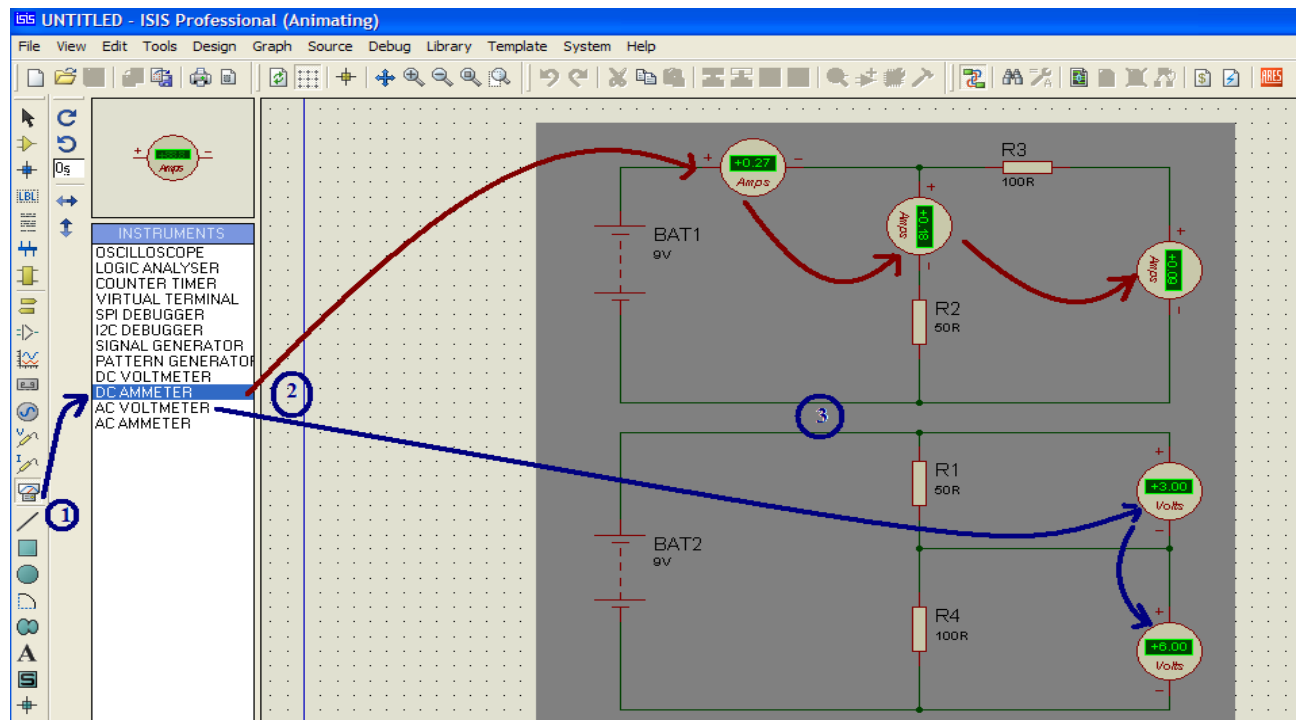 isis UNTITLED - ISIS Professional (Animating)
File View Edit Tools Design Graph Source Debug Library Template System Help
ARES
LBL
0s
A
S
V
I
+ −
Amps
INSTRUMENTS
OSCILLOSCOPE
LOGIC ANALYSER
COUNTER TIMER
VIRTUAL TERMINAL
SPI DEBUGGER
I2C DEBUGGER
SIGNAL GENERATOR
PATTERN GENERATOR
DC VOLTMETER
DC AMMETER
AC VOLTMETER
AC AMMETER
1
2
3
+ −
+0.27
Amps
R3
100R
BAT1
9V
+
+0.18
Amps
−
+
+0.09
Amps
−
R2
50R
R1
50R
+
+3.00
Volts
−
BAT2
9V
R4
100R
+
+6.00
Volts
−